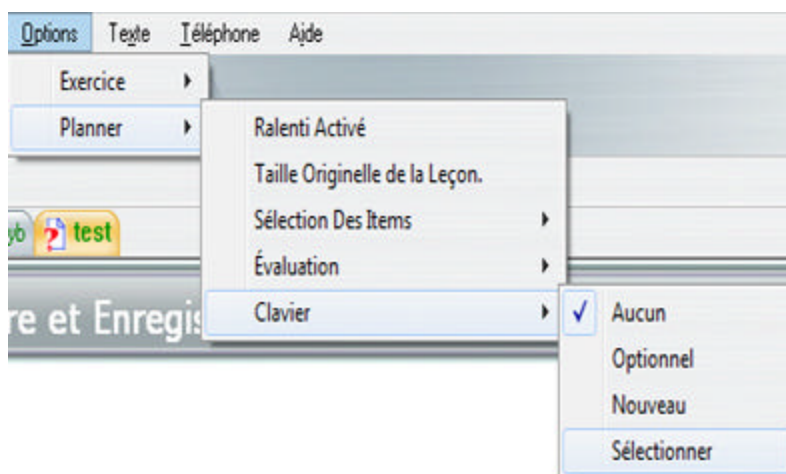 Options Texte Téléphone Aide
Exercice
Planner
Ralenti Activé
Taille Originelle de la Leçon.
Sélection Des Items
Évaluation
Clavier
Aucun
Optionnel
Nouveau
Sélectionner
yb test
re et Enregis